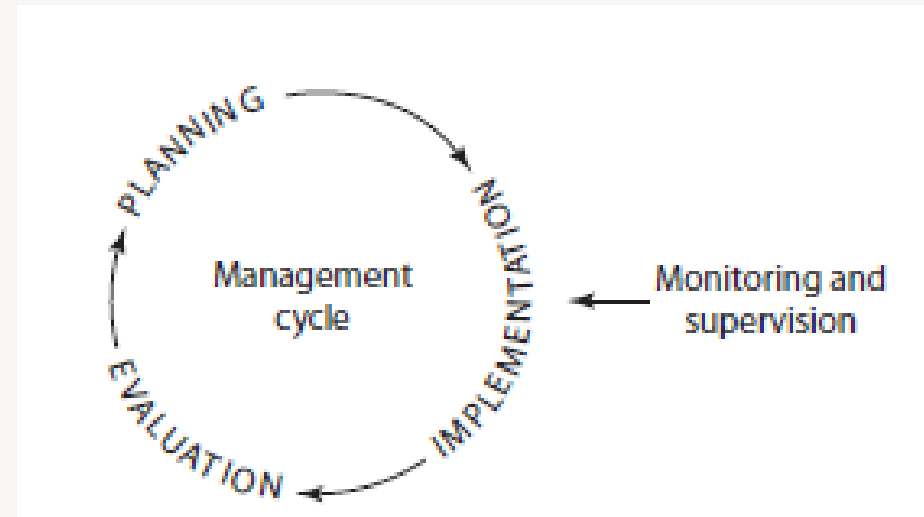 PLANNING
IMPLEMENTATION
Management
cycle
Monitoring and
supervision
EVALUATION